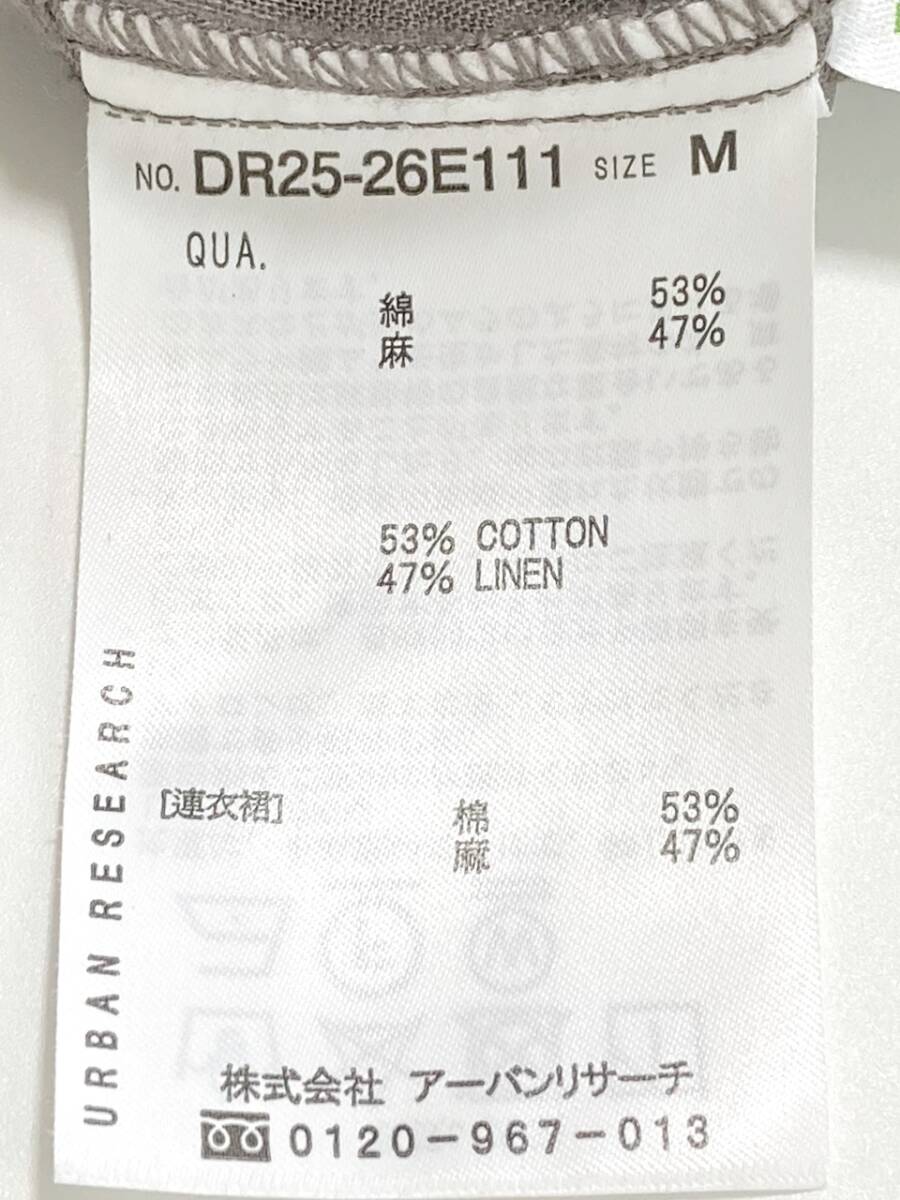 NO. DR25-26E111 SIZE M
QUA.
綿 53%
麻 47%
53% COTTON
47% LINEN
[連衣裙] 棉 53%
麻 47%
URBAN RESEARCH
株式会社 アーバンリサーチ
0120-967-013